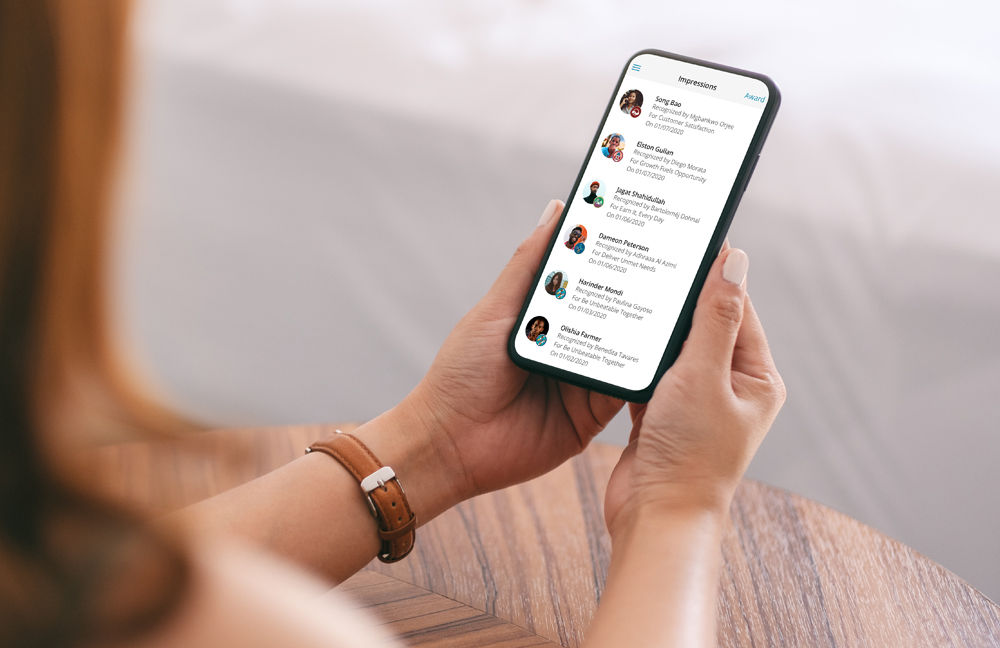 Impressions
Award
Song Bao
Recognized by Mgbankwo Orjee
For Customer Satisfaction
On 01/07/2020
Elston Gullan
Recognized by Diego Morata
For Growth Fuels Opportunity
On 01/07/2020
Jagat Shahidullah
Recognized by Bartoloměj Dohnal
For Earn It, Every Day
On 01/06/2020
Dameon Peterson
Recognized by Adhraaa Al Azimi
For Deliver Unmet Needs
On 01/06/2020
Harinder Mondi
Recognized by Paulina Gayoso
For Be Unbeatable Together
On 01/03/2020
Olishia Farmer
Recognized by Benedita Tavares
For Be Unbeatable Together
On 01/02/2020